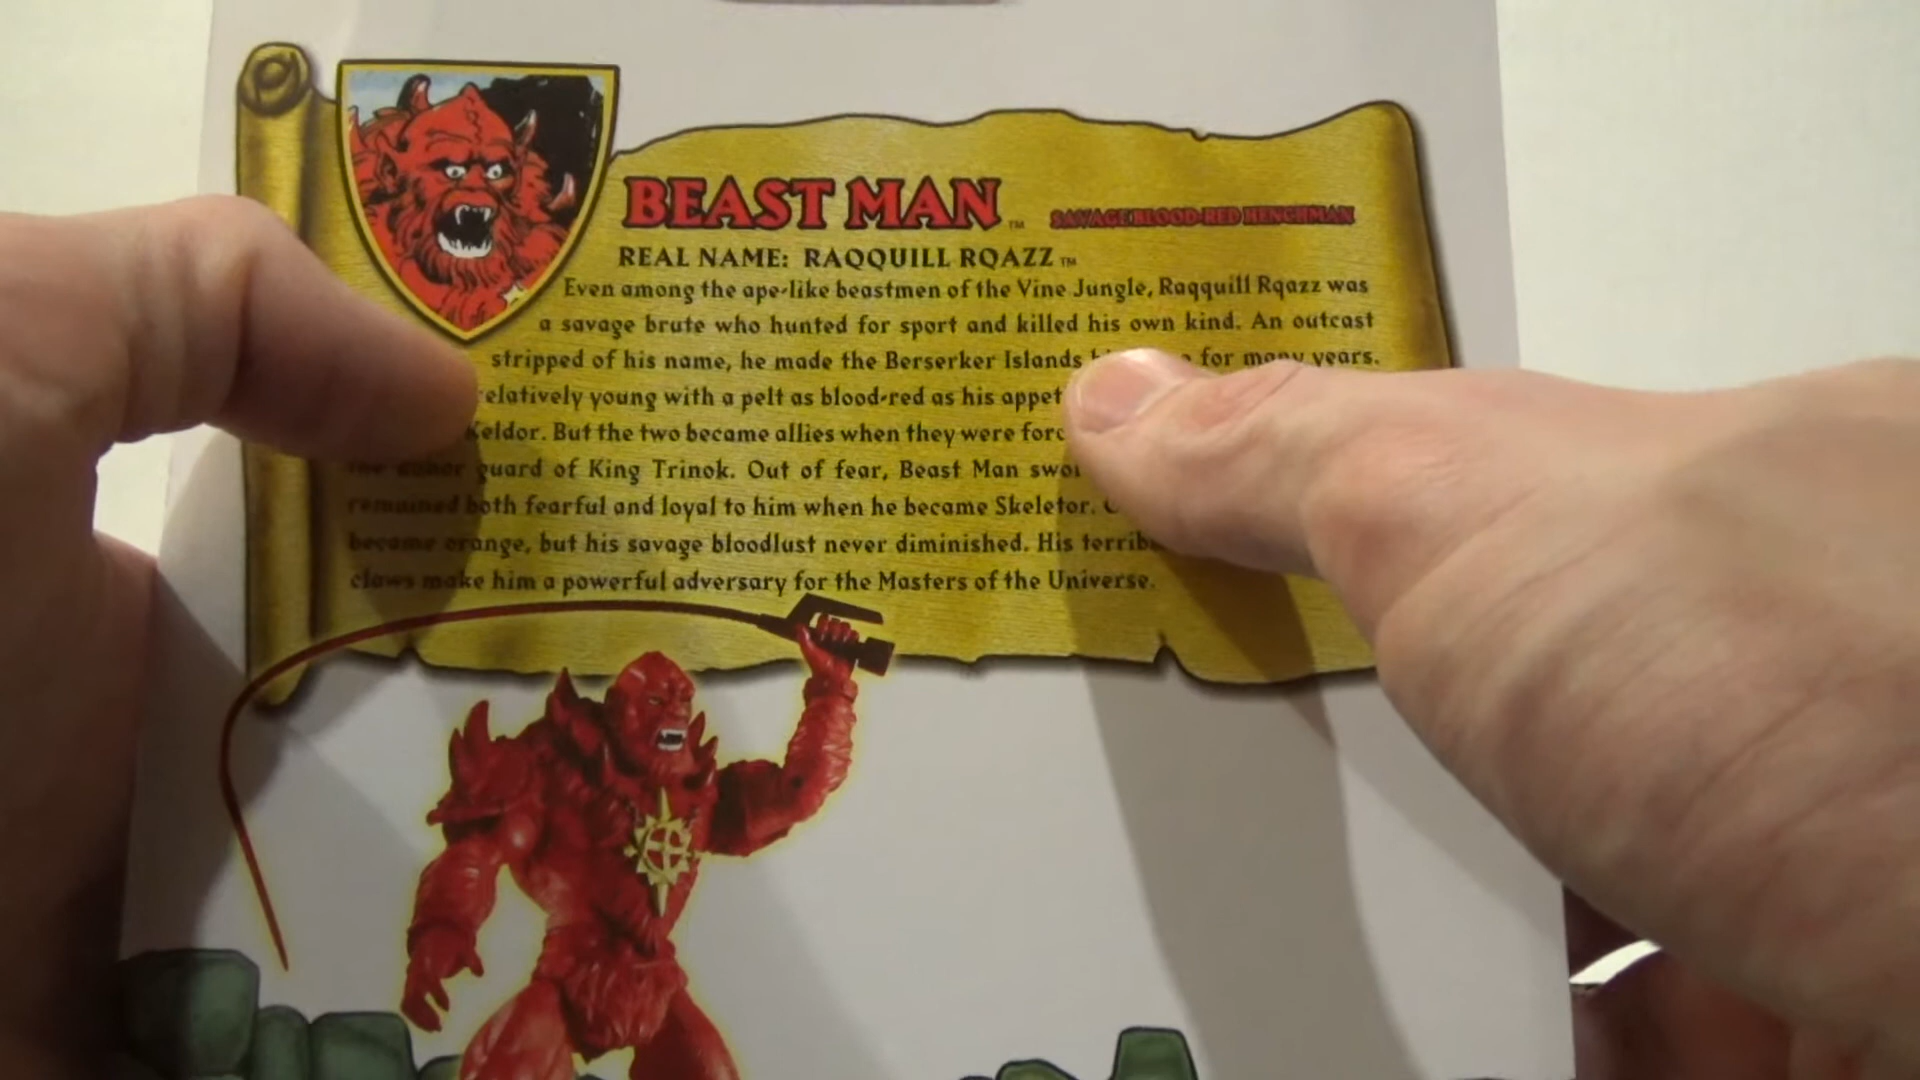 BEAST MAN™ SAVAGE BLOOD-RED HENCHMAN
REAL NAME: RAQQUILL RQAZZ™
Even among the ape-like beastmen of the Vine Jungle, Raqquill Rqazz was
a savage brute who hunted for sport and killed his own kind. An outcast
stripped of his name, he made the Berserker Islands for many years.
relatively young with a pelt as blood-red as his
Keldor. But the two became allies when they were
the honor guard of King Trinok. Out of fear, Beast Man
remained both fearful and loyal to him when he became Skeletor.
became orange, but his savage bloodlust never diminished. His
claws make him a powerful adversary for the Masters of the Universe.